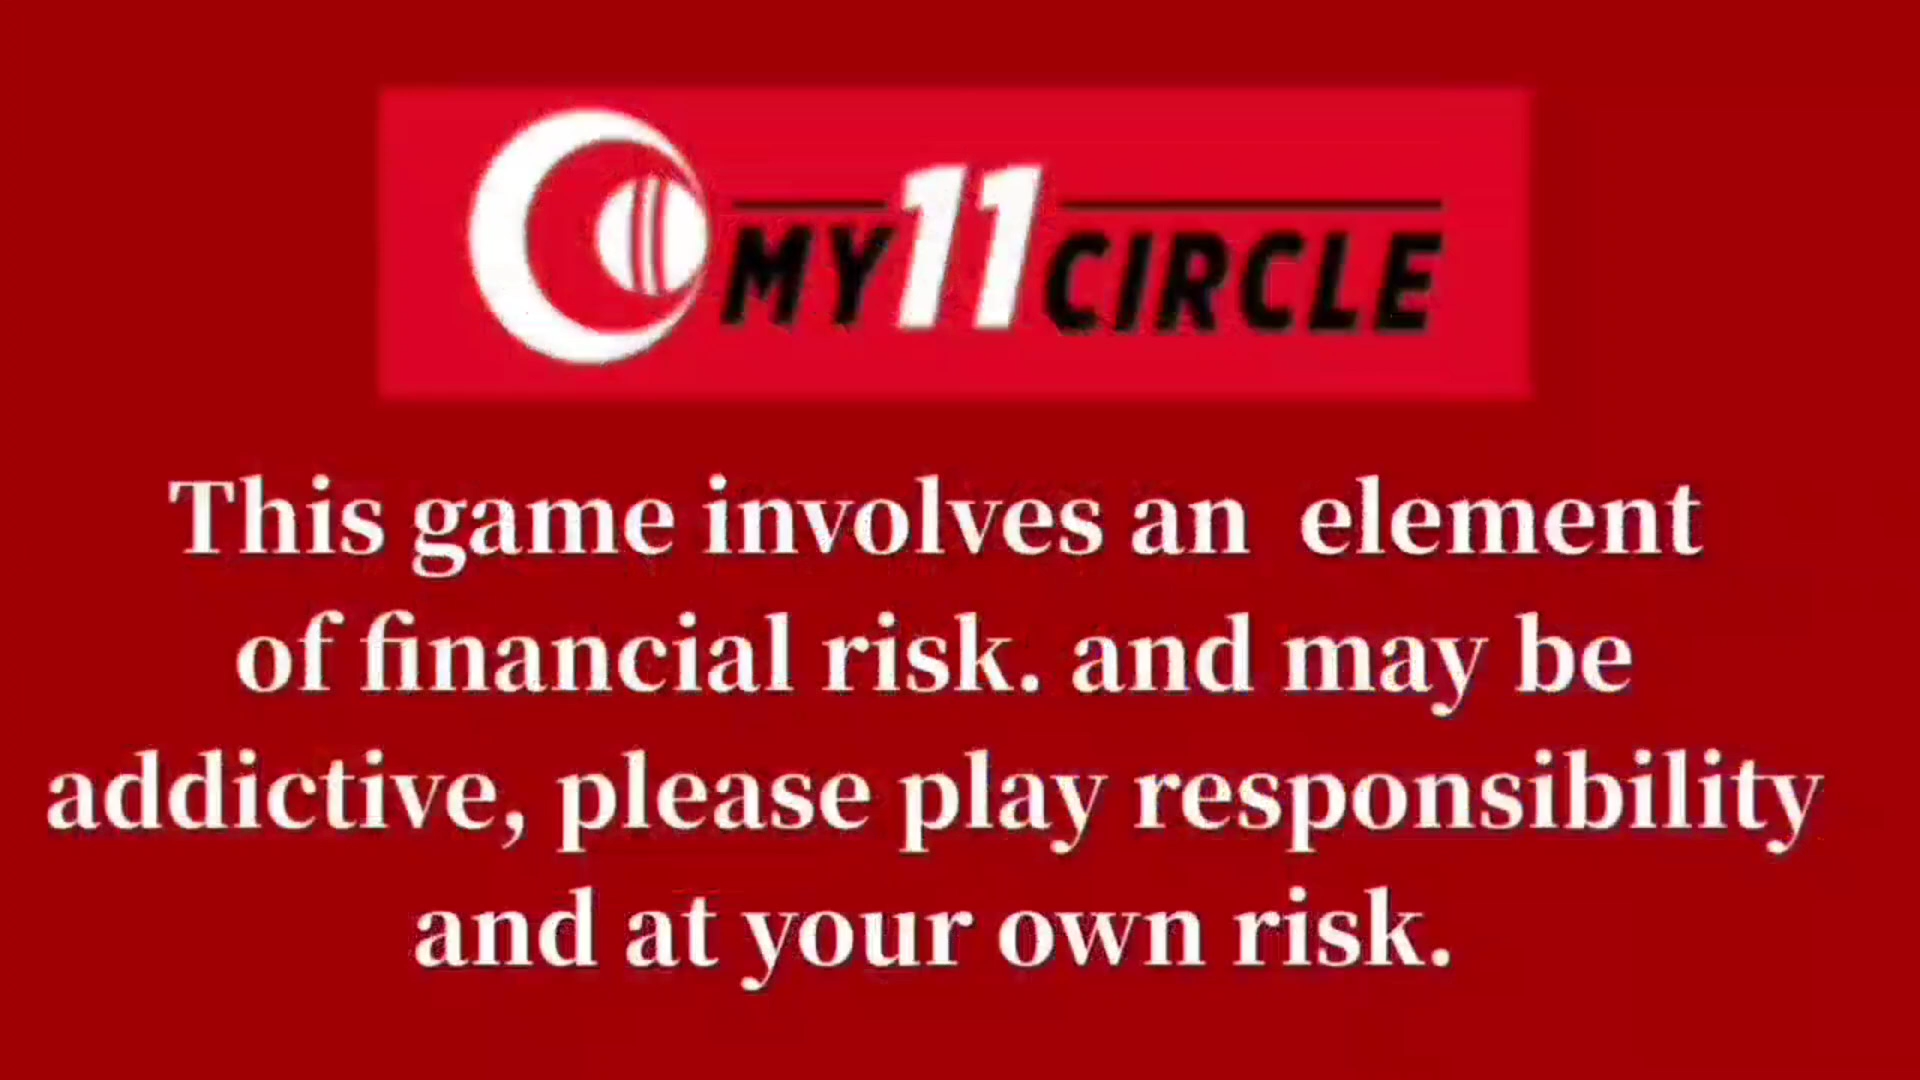 MY11CIRCLE
This game involves an element
of financial risk. and may be
addictive, please play responsibility
and at your own risk.